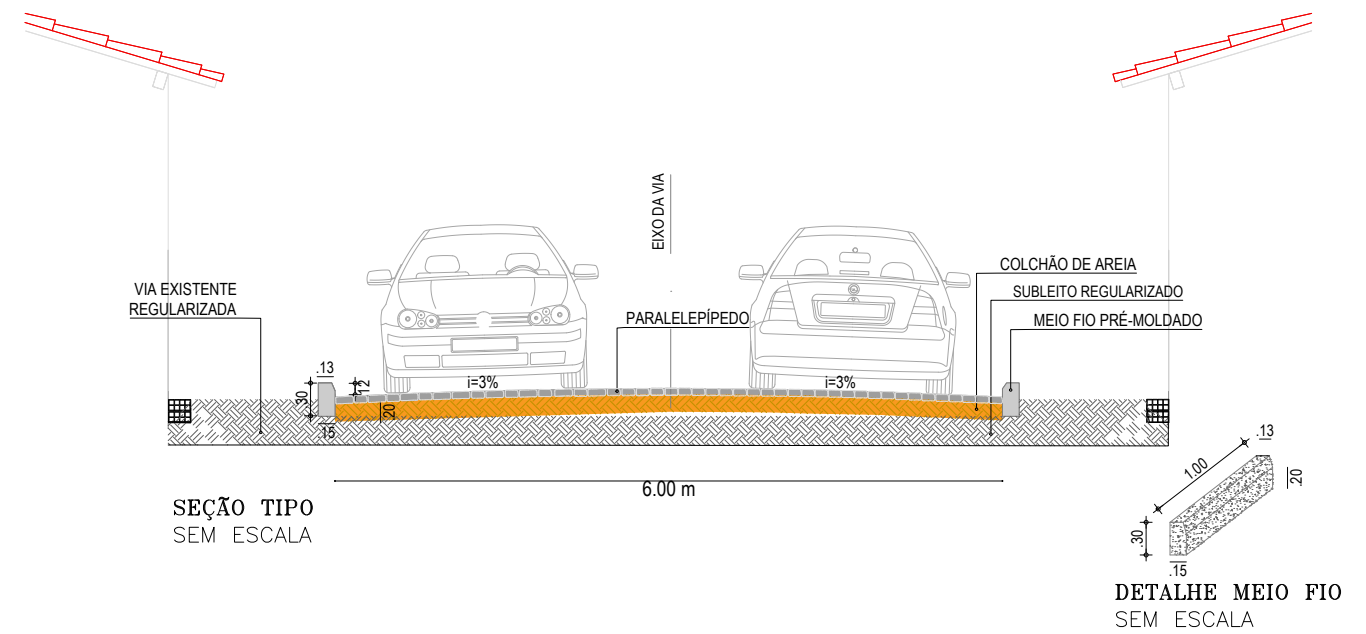 EIXO DA VIA
VIA EXISTENTE
REGULARIZADA
COLCHÃO DE AREIA
SUBLEITO REGULARIZADO
PARALELEPÍPEDO
MEIO FIO PRÉ-MOLDADO
.13
.30
.12
i=3%
i=3%
.20
.15
6.00 m
SEÇÃO TIPO
SEM ESCALA
.13
1.00
.20
.30
.15
DETALHE MEIO FIO
SEM ESCALA